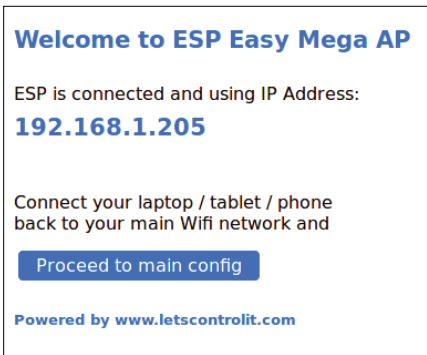 Welcome to ESP Easy Mega AP
ESP is connected and using IP Address:
192.168.1.205
Connect your laptop / tablet / phone
back to your main Wifi network and
Proceed to main config
Powered by www.letscontrolit.com